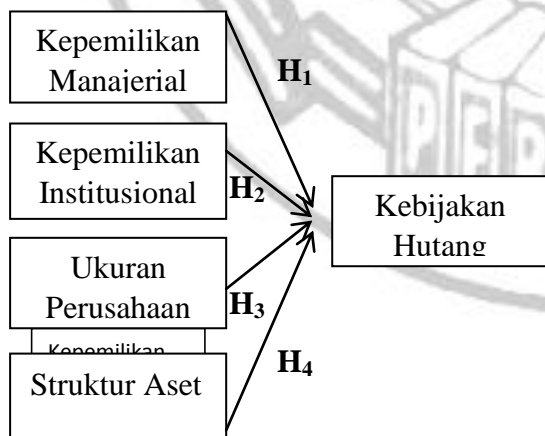 Kepemilikan
Manajerial
H1
Kepemilikan
Institusional
H2
Kebijakan
Hutang
Ukuran
Perusahaan
H3
Kepemilikan
Struktur Aset
H4